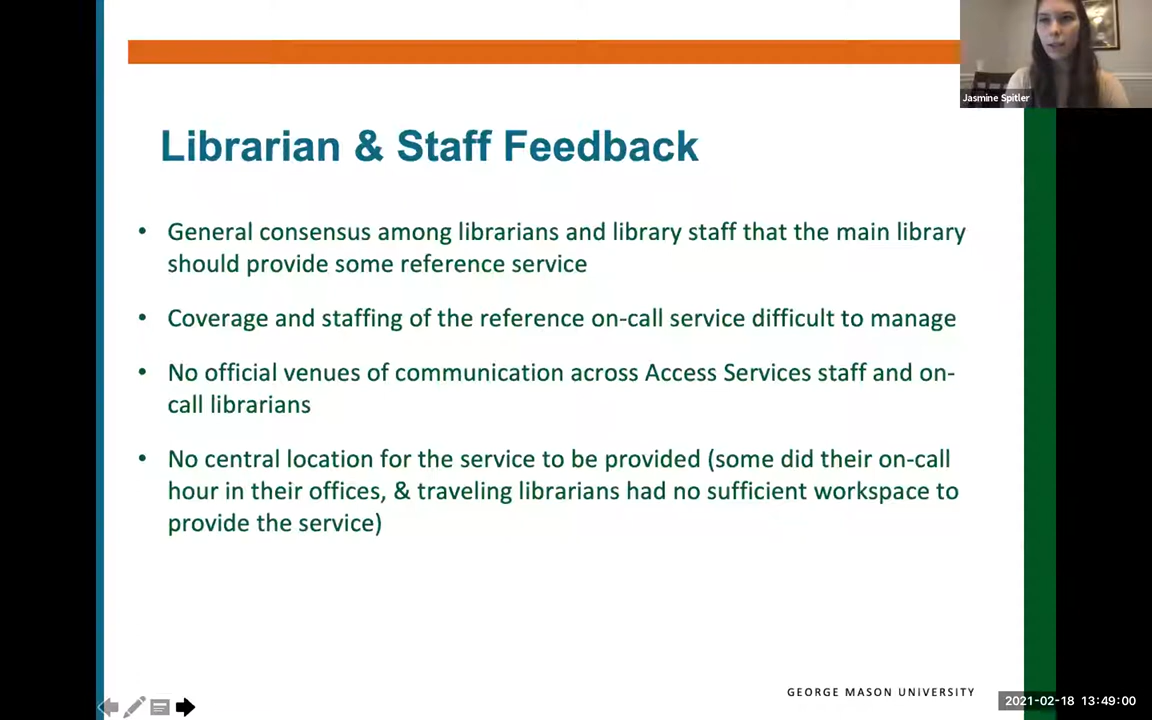 Jasmine Spitler
Librarian & Staff Feedback
• General consensus among librarians and library staff that the main library
should provide some reference service
• Coverage and staffing of the reference on-call service difficult to manage
• No official venues of communication across Access Services staff and on-
call librarians
• No central location for the service to be provided (some did their on-call
hour in their offices, & traveling librarians had no sufficient workspace to
provide the service)
GEORGE MASON UNIVERSITY
2021-02-18 13:49:00